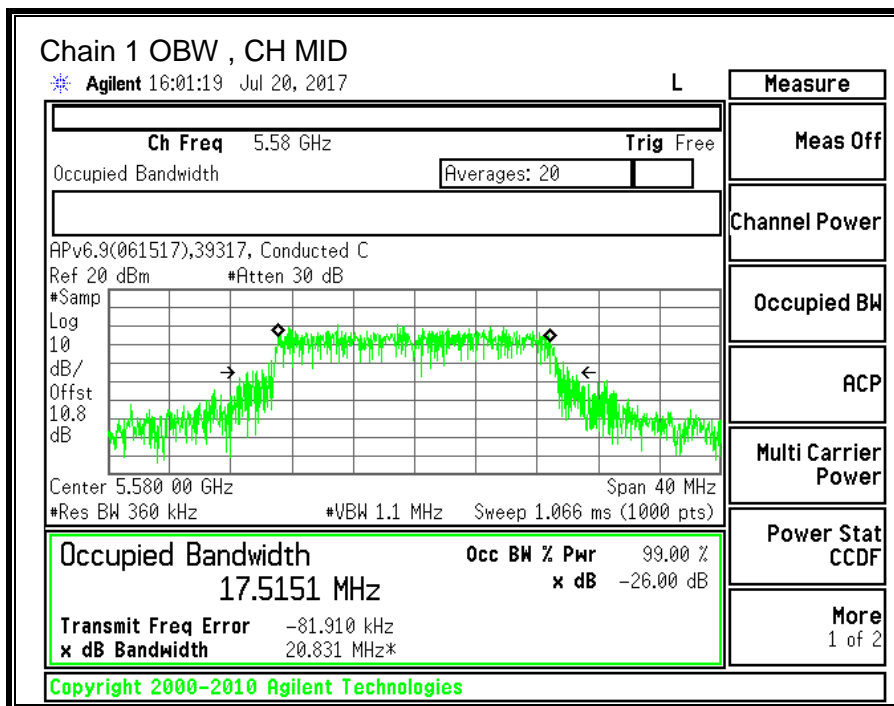 Chain 1 OBW , CH MID
Agilent 16:01:19 Jul 20, 2017 L
Measure
Ch Freq 5.58 GHz Trig Free
Occupied Bandwidth Averages: 20
APv6.9(061517),39317, Conducted C
Ref 20 dBm #Atten 30 dB
#Samp
Log
10
dB/
Offst
10.8
dB
Center 5.580 00 GHz Span 40 MHz
#Res BW 360 kHz #VBW 1.1 MHz Sweep 1.066 ms (1000 pts)
Occupied Bandwidth Occ BW % Pwr 99.00 %
17.5151 MHz x dB -26.00 dB
Transmit Freq Error -81.910 kHz
x dB Bandwidth 20.831 MHz*
Meas Off
Channel Power
Occupied BW
ACP
Multi Carrier
Power
Power Stat
CCDF
More
1 of 2
Copyright 2000-2010 Agilent Technologies